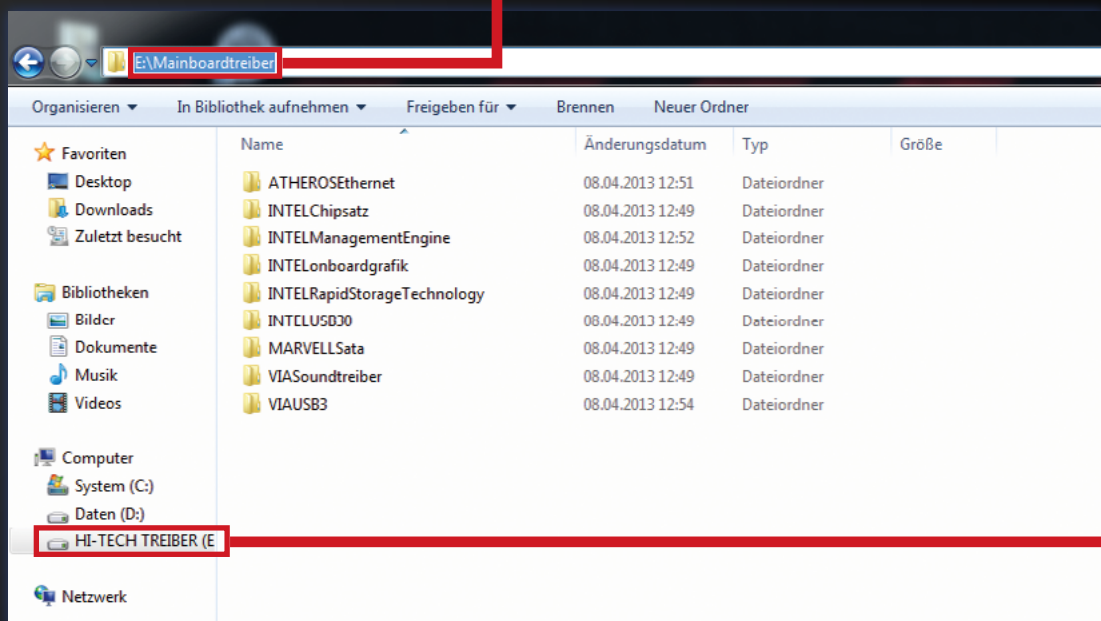 E:\Mainboardtreiber
Organisieren In Bibliothek aufnehmen Freigeben für Brennen Neuer Ordner
Name Änderungsdatum Typ Größe
Favoriten
Desktop
Downloads
Zuletzt besucht
Bibliotheken
Bilder
Dokumente
Musik
Videos
Computer
System (C:)
Daten (D:)
HI-TECH TREIBER (E
Netzwerk
ATHEROSEthernet 08.04.2013 12:51 Dateiordner
INTELChipsatz 08.04.2013 12:49 Dateiordner
INTELManagementEngine 08.04.2013 12:52 Dateiordner
INTELonboardgrafik 08.04.2013 12:49 Dateiordner
INTELRapidStorageTechnology 08.04.2013 12:49 Dateiordner
INTELUSB30 08.04.2013 12:49 Dateiordner
MARVELLSata 08.04.2013 12:49 Dateiordner
VIASoundtreiber 08.04.2013 12:49 Dateiordner
VIAUSB3 08.04.2013 12:54 Dateiordner